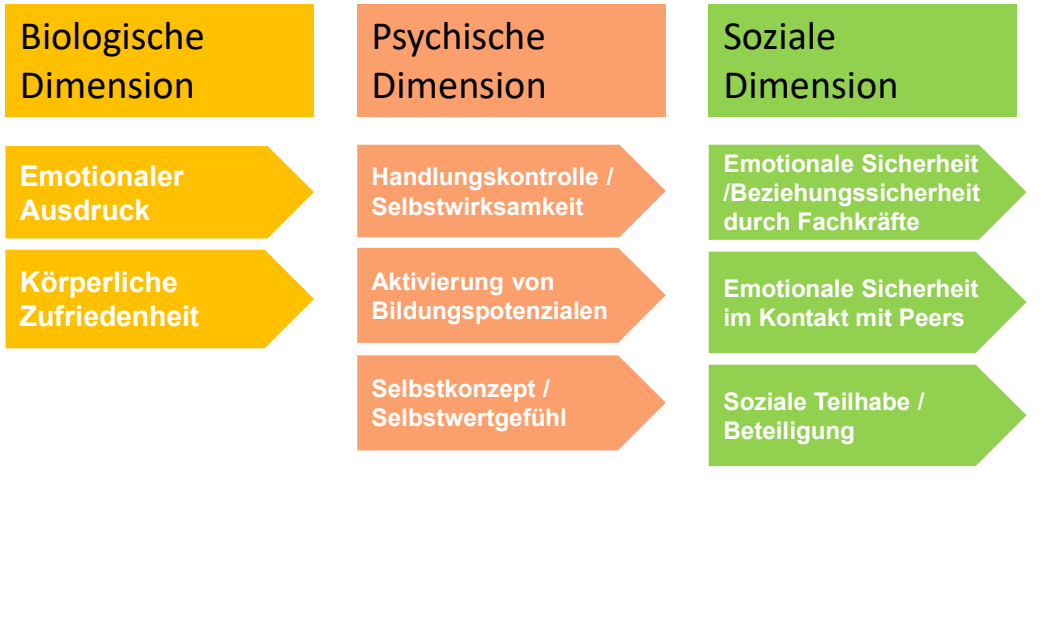 Biologische
Dimension
Emotionaler
Ausdruck
Körperliche
Zufriedenheit
Psychische
Dimension
Handlungskontrolle /
Selbstwirksamkeit
Aktivierung von
Bildungspotenzialen
Selbstkonzept /
Selbstwertgefühl
Soziale
Dimension
Emotionale Sicherheit
/Beziehungssicherheit
durch Fachkräfte
Emotionale Sicherheit
im Kontakt mit Peers
Soziale Teilhabe /
Beteiligung